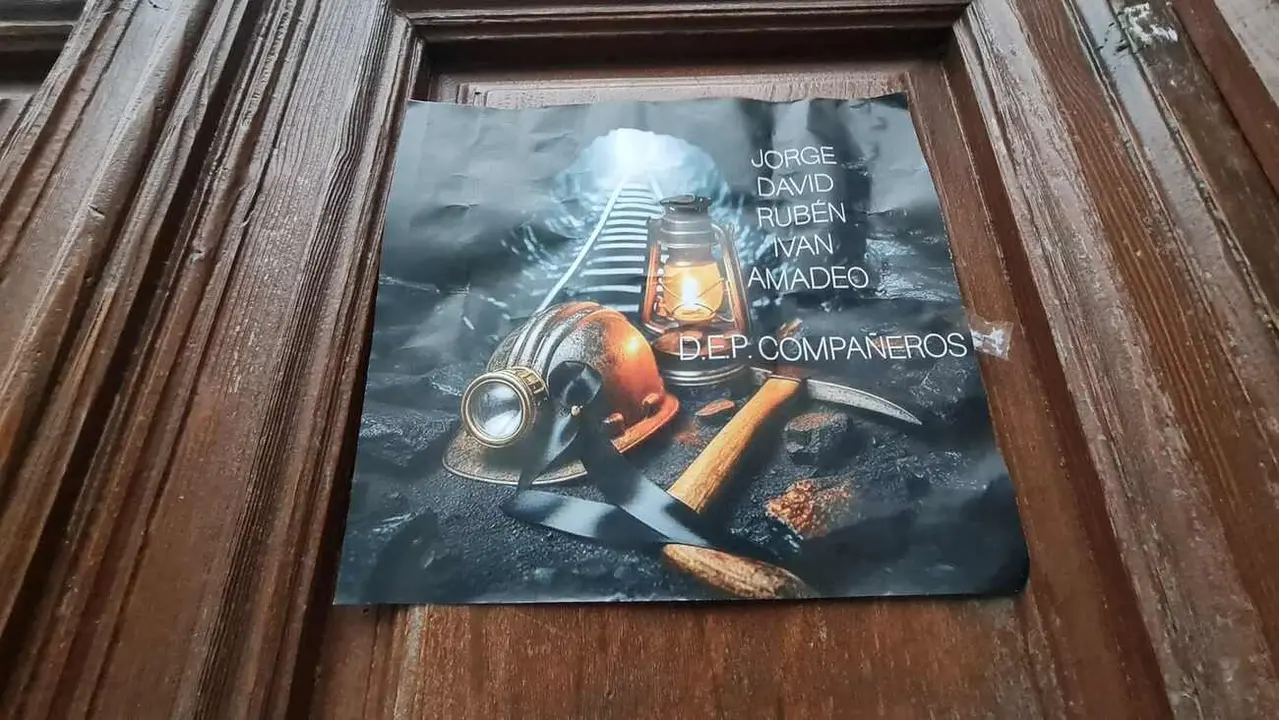 JORGE
DAVID
RUBÉN
IVAN
AMADEO
D.E.P. COMPAÑEROS